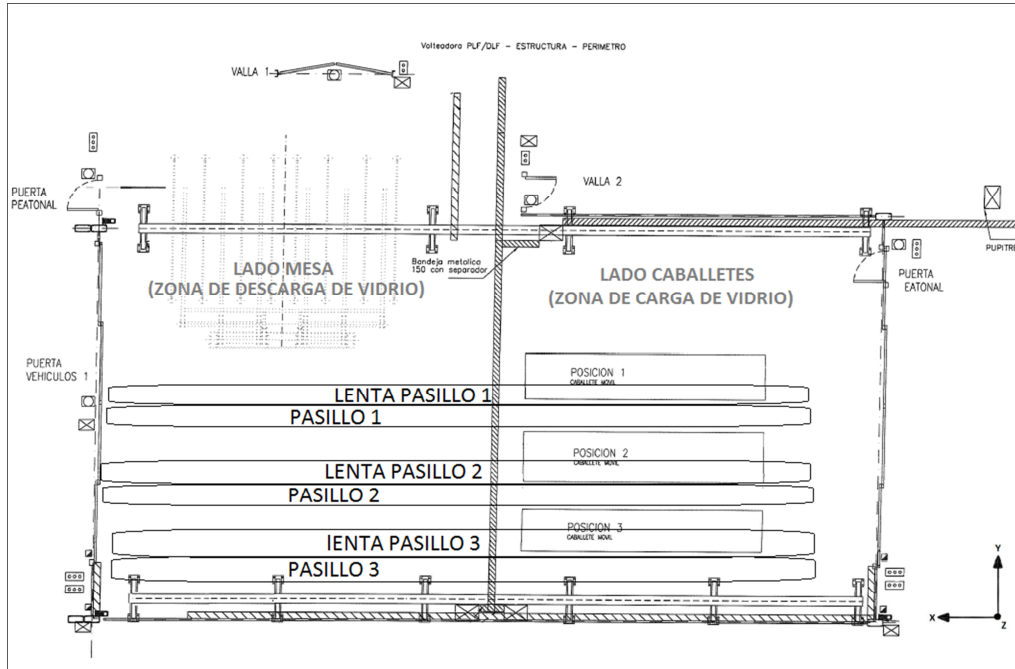 Volteadora PLF/DLF - ESTRUCTURA - PERIMETRO
VALLA 1
VALLA 2
PUERTA
PEATONAL
PUPITRE
Bandeja metalica
150 con separador
LADO MESA
(ZONA DE DESCARGA DE VIDRIO)
LADO CABALLETES
(ZONA DE CARGA DE VIDRIO)
PUERTA
EATONAL
PUERTA
VEHICULOS 1
POSICION 1
CABALLETE MOVIL
LENTA PASILLO 1
PASILLO 1
POSICION 2
CABALLETE MOVIL
LENTA PASILLO 2
PASILLO 2
POSICION 3
CABALLETE MOVIL
lENTA PASILLO 3
PASILLO 3
Y
X
Z